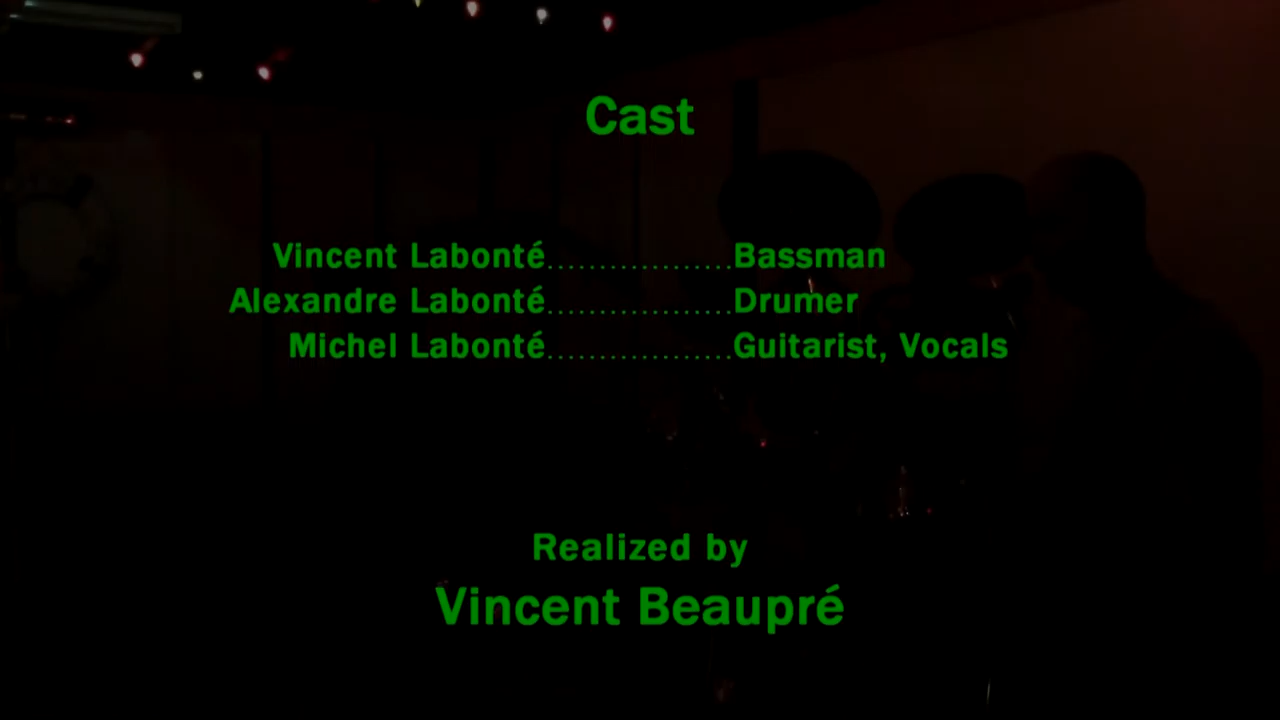 Cast
Vincent Labonté.................Bassman
Alexandre Labonté.................Drumer
Michel Labonté.................Guitarist, Vocals
Realized by
Vincent Beaupré